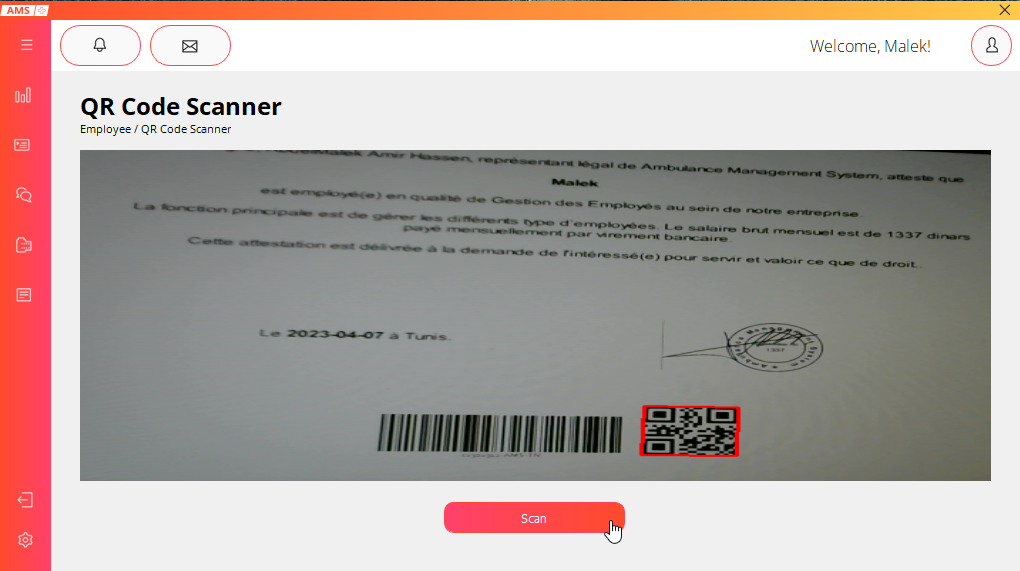 AMS
Welcome, Malek!
QR Code Scanner
Employee / QR Code Scanner
AbdelMalek Amir Hassen, représentant légal de Ambulance Management System, atteste que
Malek
est employé(e) en qualité de Gestion des Employés au sein de notre entreprise.
La fonction principale est de gérer les différents type d'employées. Le salaire brut mensuel est de 1337 dinars
payé mensuellement par virement bancaire.
Cette attestation est délivrée à la demande de l'intéressé(e) pour servir et valoir ce que de droit..
Le 2023-04-07 à Tunis.
Ambulance Management System
1337
Scan